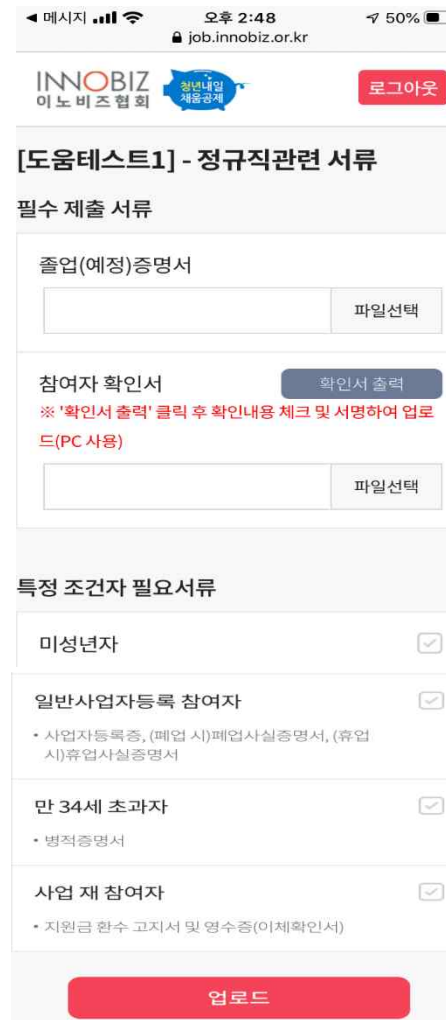 메시지
오후 2:48
50%
job.innobiz.or.kr
INNOBIZ
이노비즈협회
청년내일
채움공제
로그아웃
[도움테스트1] - 정규직관련 서류
필수 제출 서류
졸업(예정)증명서
파일선택
참여자 확인서
확인서 출력
※ '확인서 출력' 클릭 후 확인내용 체크 및 서명하여 업로
드(PC 사용)
파일선택
특정 조건자 필요서류
미성년자
일반사업자등록 참여자
• 사업자등록증, (폐업 시)폐업사실증명서, (휴업
시)휴업사실증명서
만 34세 초과자
• 병적증명서
사업 재 참여자
• 지원금 환수 고지서 및 영수증(이체확인서)
업로드